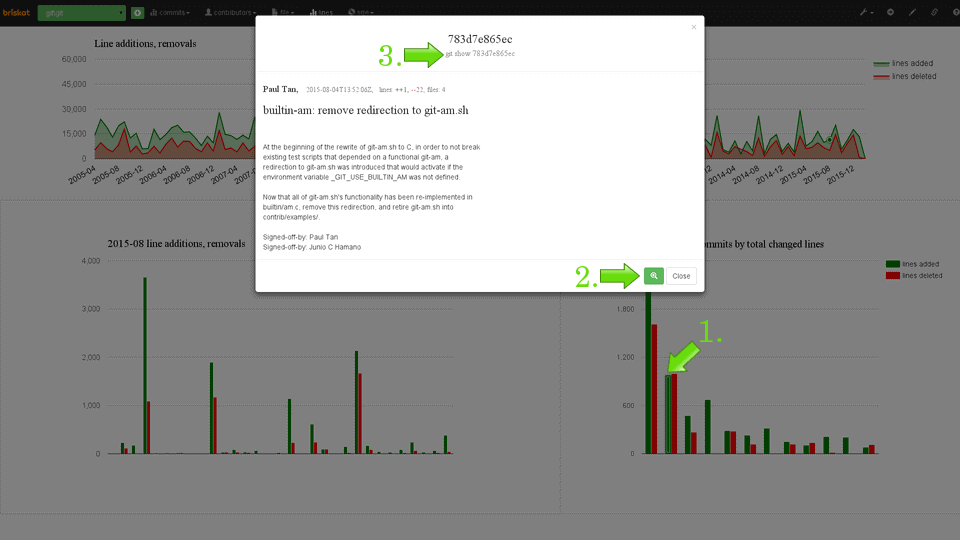 briskat
git/git
commits
contributors
file
lines
Line additions, removals
60,000
45,000
30,000
15,000
0
2005-04
2005-08
2005-12
2006-04
2006-08
2006-12
2014-04
2014-08
2014-12
2015-04
2015-08
2015-12
lines added
lines deleted
×
783d7e865ec
git show 783d7e865ec
3.
Paul Tan, 2015-08-04T13:52:06Z, lines ++1, --22, files 4
builtin-am: remove redirection to git-am.sh
At the beginning of the rewrite of git-am.sh to C, in order to not break
existing test scripts that depended on a functional git-am, a
redirection to git-am.sh was introduced that would activate if the
environment variable _GIT_USE_BUILTIN_AM was not defined.
Now that all of git-am.sh's functionality has been re-implemented in
builtin/am.c, remove this redirection, and retire git-am.sh into
contrib/examples/.
Signed-off-by: Paul Tan
Signed-off-by: Junio C Hamano
2.
Close
2015-08 line additions, removals
4,000
3,000
2,000
1,000
0
ommits by total changed lines
lines added
lines deleted
1,800
1,200
600
0
1.